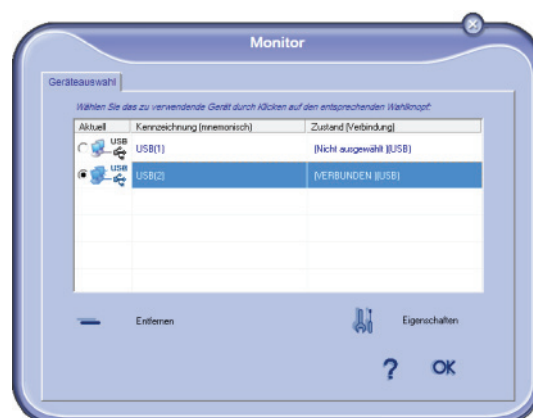 Monitor
Geräteauswahl
Wählen Sie das zu verwendende Gerät durch Klicken auf den entsprechenden Wahlknopf:
Aktuell Kennzeichnung (mnemonisch) Zustand (Verbindung)
USB USB(1) (Nicht ausgewählt )(USB)
USB USB(2) (VERBUNDEN )(USB)
Entfernen Eigenschaften
? OK